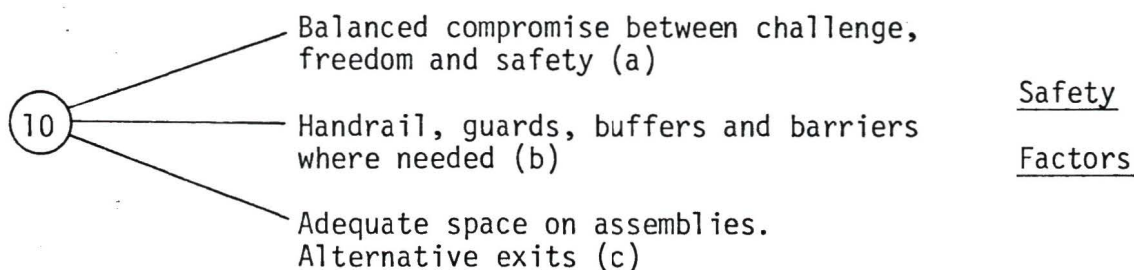 10
Balanced compromise between challenge,
freedom and safety (a)
Handrail, guards, buffers and barriers
where needed (b)
Adequate space on assemblies.
Alternative exits (c)
Safety
Factors